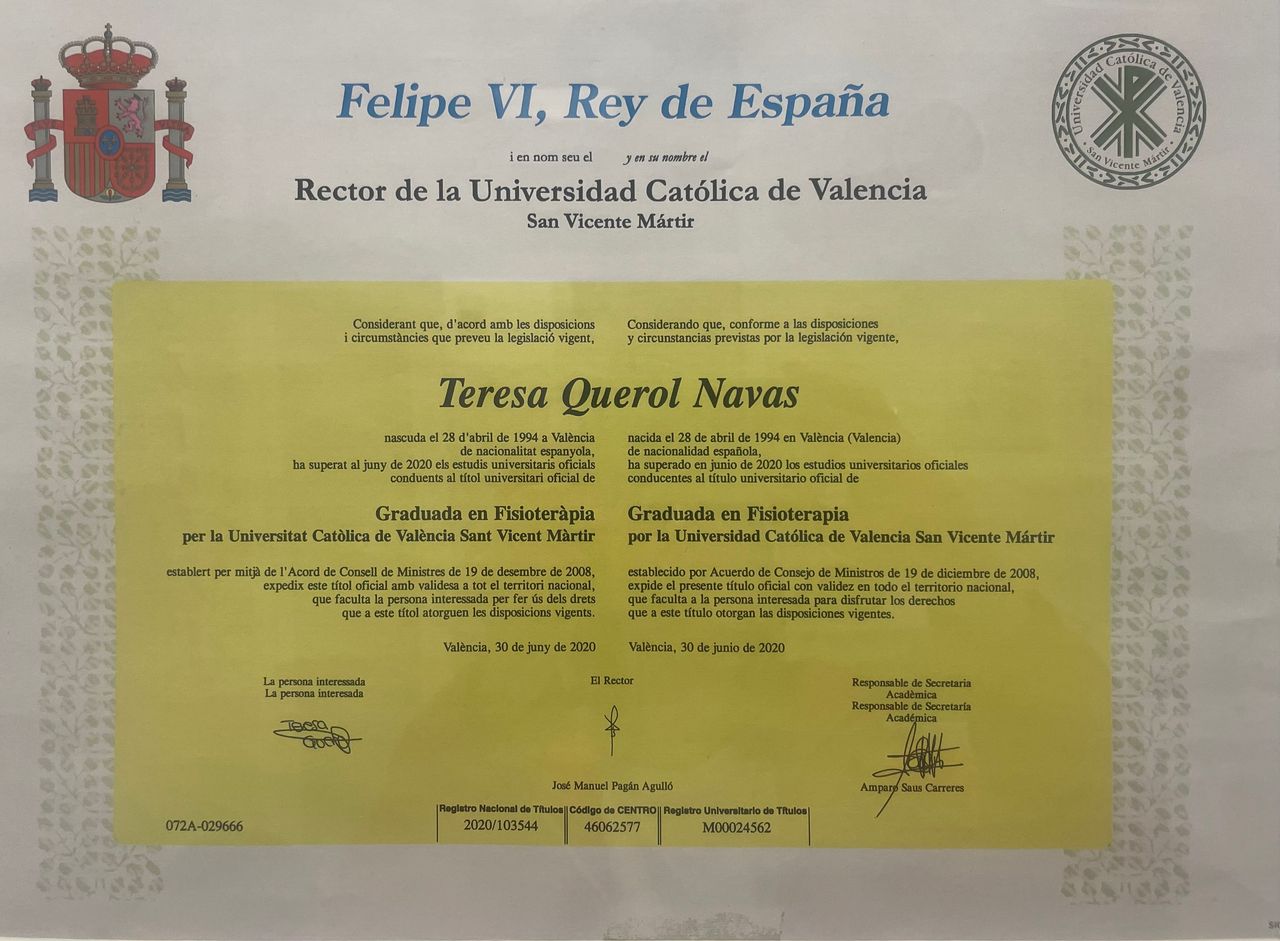 Felipe VI, Rey de España
Universidad Católica de Valencia
· San Vicente Mártir ·
i en nom seu el y en su nombre el
Rector de la Universidad Católica de Valencia
San Vicente Mártir
Considerant que, d'acord amb les disposicions
i circumstàncies que preveu la legislació vigent,
Considerando que, conforme a las disposiciones
y circunstancias previstas por la legislación vigente,
Teresa Querol Navas
nascuda el 28 d'abril de 1994 a València
de nacionalitat espanyola,
ha superat al juny de 2020 els estudis universitaris oficials
conduents al títol universitari oficial de
nacida el 28 de abril de 1994 en València (Valencia)
de nacionalidad española,
ha superado en junio de 2020 los estudios universitarios oficiales
conducentes al título universitario oficial de
Graduada en Fisioteràpia
per la Universitat Catòlica de València Sant Vicent Màrtir
Graduada en Fisioterapia
por la Universidad Católica de Valencia San Vicente Mártir
establert per mitjà de l'Acord de Consell de Ministres de 19 de desembre de 2008,
expedix este títol oficial amb validesa a tot el territori nacional,
que faculta la persona interessada per fer ús dels drets
que a este títol atorguen les disposicions vigents.
establecido por Acuerdo de Consejo de Ministros de 19 de diciembre de 2008,
expide el presente título oficial con validez en todo el territorio nacional,
que faculta a la persona interesada para disfrutar los derechos
que a este título otorgan las disposiciones vigentes.
València, 30 de juny de 2020
València, 30 de junio de 2020
La persona interessada
La persona interesada
Teresa
Querol
El Rector
José Manuel Pagán Agulló
Responsable de Secretaria
Acadèmica
Responsable de Secretaría
Académica
Amparo Saus Carreres
072A-029666
Registro Nacional de Títulos
2020/103544
Código de CENTRO
46062577
Registro Universitario de Títulos
M00024562